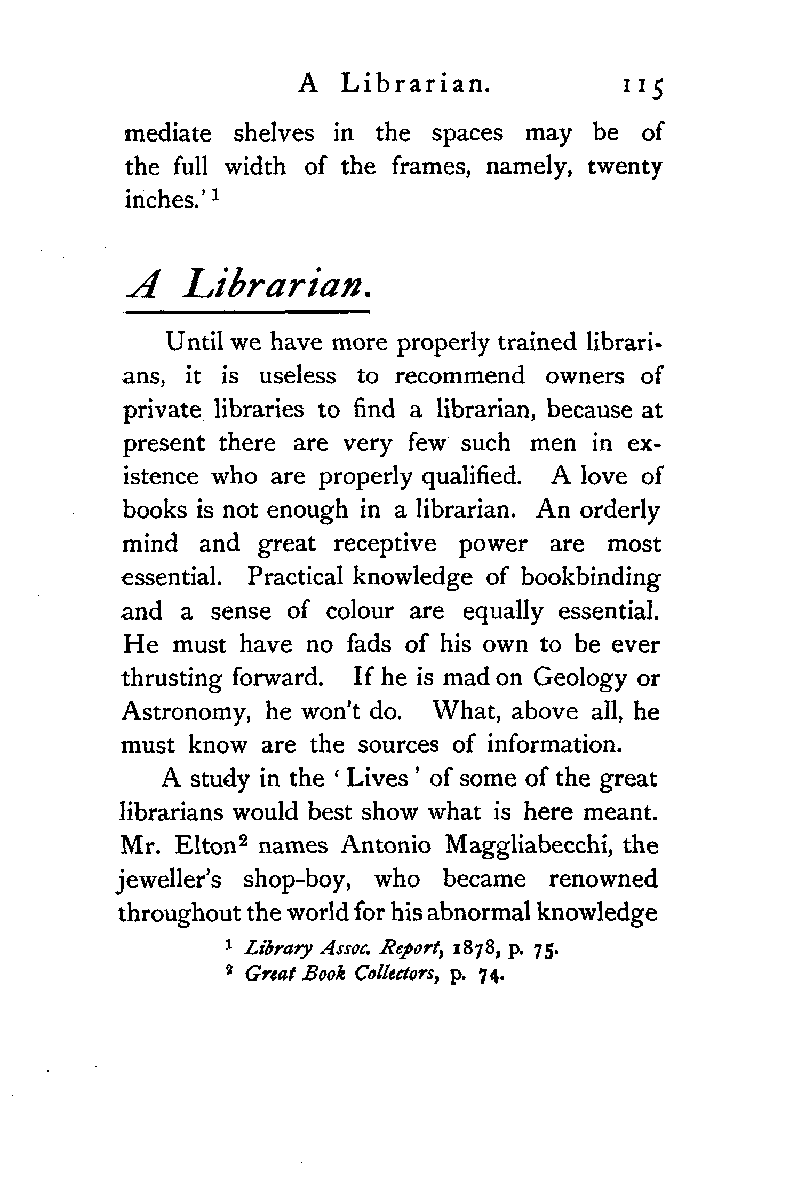 A Librarian. 115
mediate shelves in the spaces may be of
the full width of the frames, namely, twenty
inches.’ 1
A Librarian.
Until we have more properly trained librari-
ans, it is useless to recommend owners of
private libraries to find a librarian, because at
present there are very few such men in ex-
istence who are properly qualified. A love of
books is not enough in a librarian. An orderly
mind and great receptive power are most
essential. Practical knowledge of bookbinding
and a sense of colour are equally essential.
He must have no fads of his own to be ever
thrusting forward. If he is mad on Geology or
Astronomy, he won't do. What, above all, he
must know are the sources of information.
A study in the ‘ Lives ’ of some of the great
librarians would best show what is here meant.
Mr. Elton2 names Antonio Maggliabecchi, the
jeweller's shop-boy, who became renowned
throughout the world for his abnormal knowledge
1 Library Assoc. Report, 1878, p. 75.
2 Great Book Collectors, p. 74.